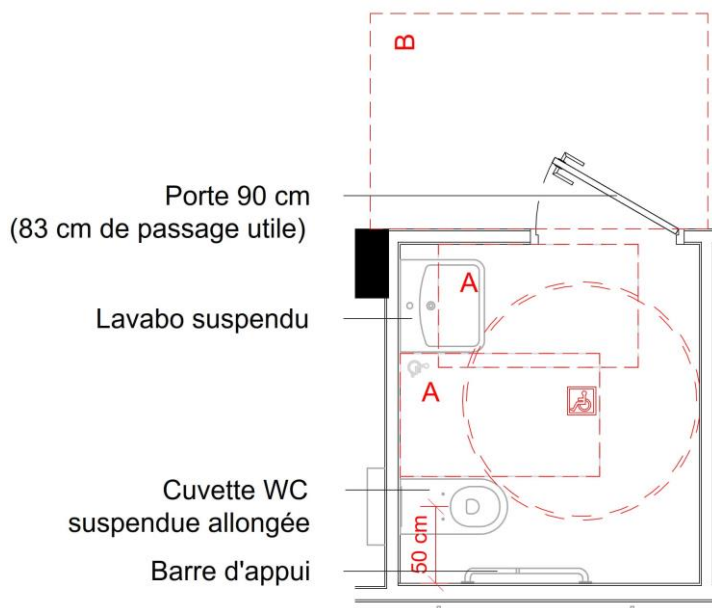 B
Porte 90 cm
(83 cm de passage utile)
A
Lavabo suspendu
A
Cuvette WC
suspendue allongée
50 cm
Barre d'appui